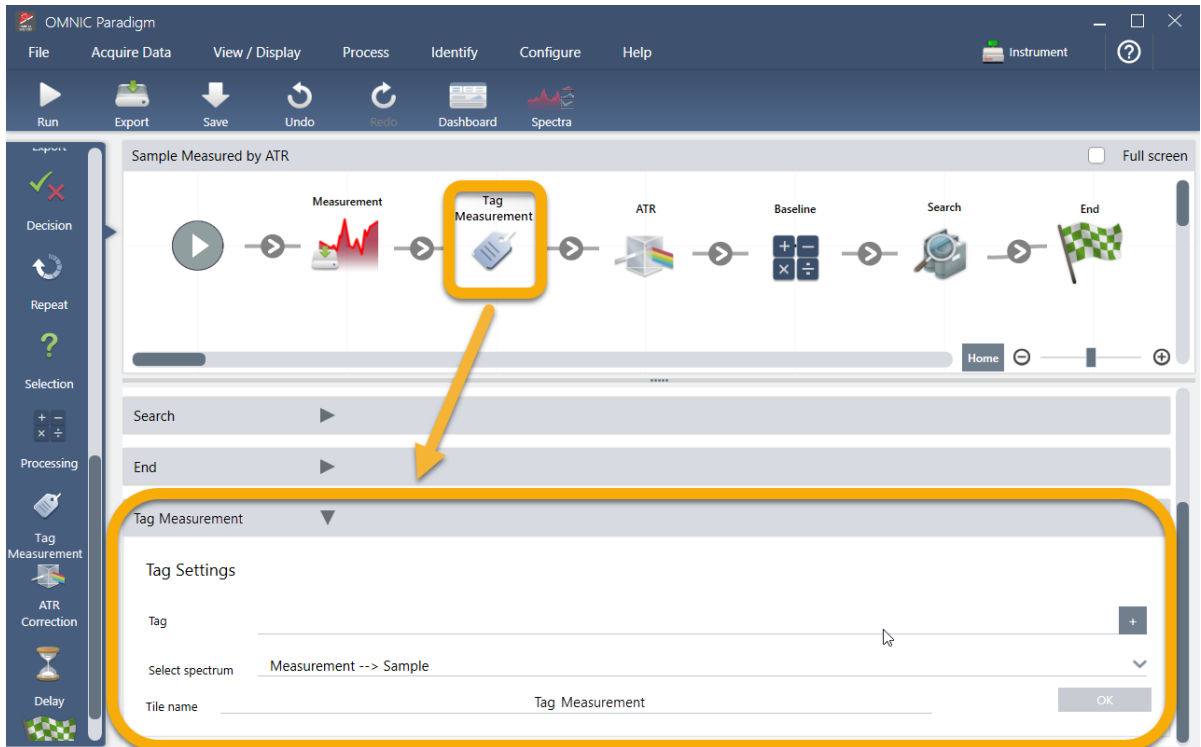 OMNIC Paradigm
File Acquire Data View / Display Process Identify Configure Help Instrument
Run Export Save Undo Redo Dashboard Spectra
Export
Sample Measured by ATR Full screen
Decision
Repeat
Selection
Processing
Tag
Measurement
ATR
Correction
Delay
Measurement
Tag
Measurement
ATR
Baseline
Search
End
Home
Search
End
Tag Measurement
Tag Settings
Tag +
Select spectrum Measurement --> Sample
Tile name Tag Measurement OK